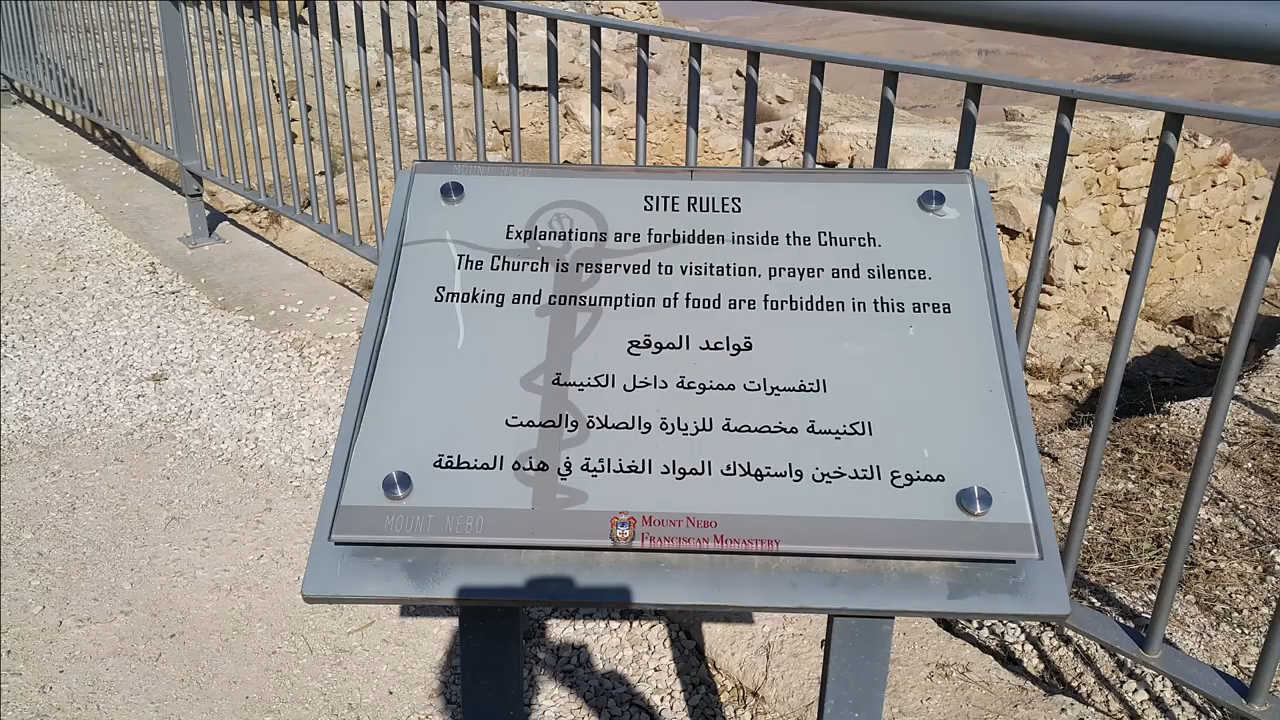 MOUNT NEBO
SITE RULES
Explanations are forbidden inside the Church.
The Church is reserved to visitation, prayer and silence.
Smoking and consumption of food are forbidden in this area
قواعد الموقع
التفسيرات ممنوعة داخل الكنيسة
الكنيسة مخصصة للزيارة والصلاة والصمت
ممنوع التدخين واستهلاك المواد الغذائية في هذه المنطقة
MOUNT NEBO
MOUNT NEBO
FRANCISCAN MONASTERY